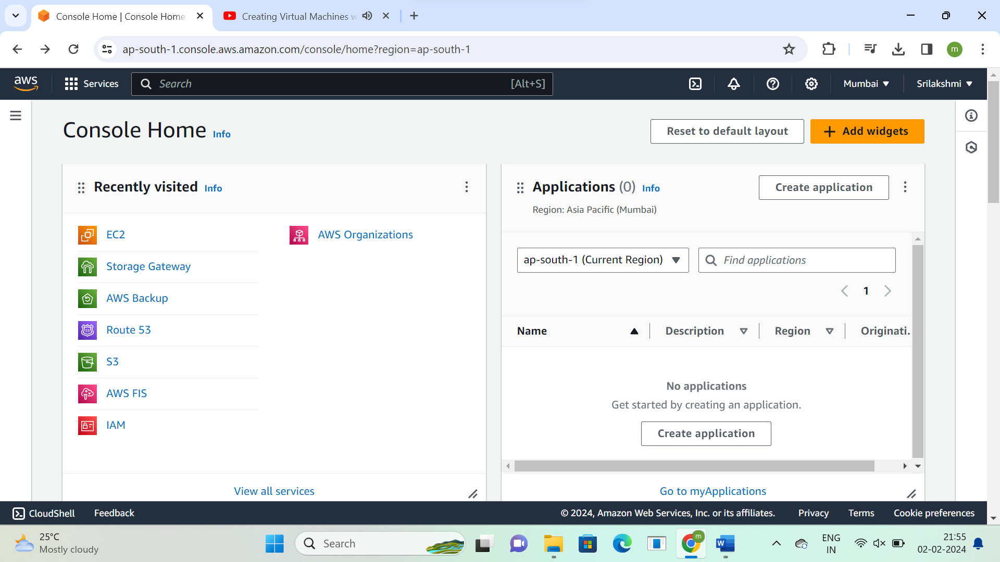 Console Home | Console Home
Creating Virtual Machines w
ap-south-1.console.aws.amazon.com/console/home?region=ap-south-1
m
aws
Services
Search
[Alt+S]
Mumbai
Srilakshmi
Console Home Info
Reset to default layout
Add widgets
Recently visited Info
EC2
AWS Organizations
Storage Gateway
AWS Backup
Route 53
S3
AWS FIS
IAM
View all services
Applications (0) Info
Create application
Region: Asia Pacific (Mumbai)
ap-south-1 (Current Region)
Find applications
1
Name
Description
Region
Originati.
No applications
Get started by creating an application.
Create application
Go to myApplications
CloudShell
Feedback
© 2024, Amazon Web Services, Inc. or its affiliates.
Privacy
Terms
Cookie preferences
25°C
Mostly cloudy
Search
m
W
ENG
IN
21:55
02-02-2024